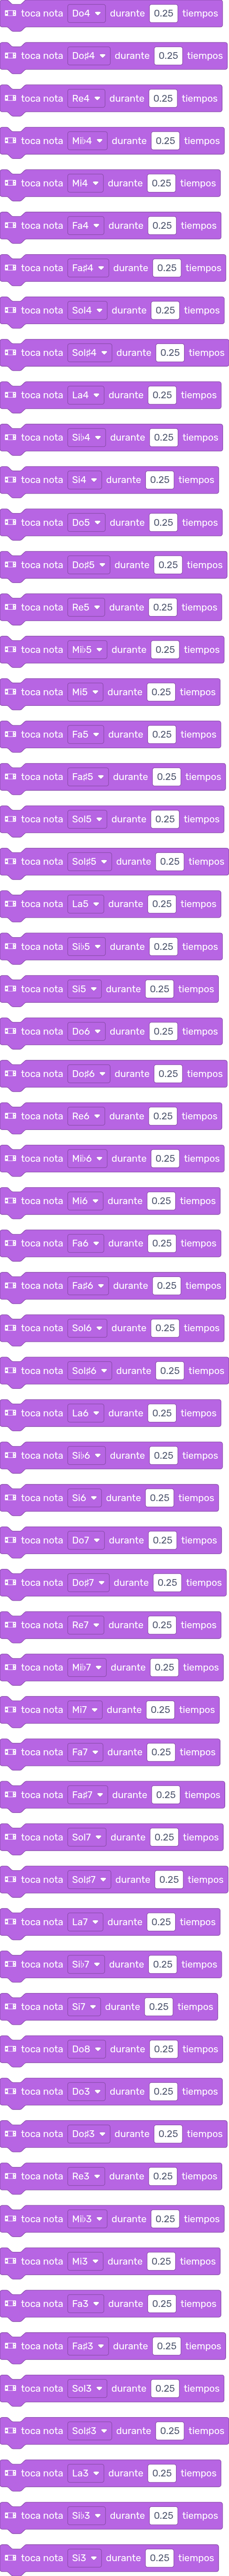 toca nota Do4 durante 0.25 tiempos
toca nota Do♯4 durante 0.25 tiempos
toca nota Re4 durante 0.25 tiempos
toca nota Mi♭4 durante 0.25 tiempos
toca nota Mi4 durante 0.25 tiempos
toca nota Fa4 durante 0.25 tiempos
toca nota Fa♯4 durante 0.25 tiempos
toca nota Sol4 durante 0.25 tiempos
toca nota Sol♯4 durante 0.25 tiempos
toca nota La4 durante 0.25 tiempos
toca nota Si♭4 durante 0.25 tiempos
toca nota Si4 durante 0.25 tiempos
toca nota Do5 durante 0.25 tiempos
toca nota Do♯5 durante 0.25 tiempos
toca nota Re5 durante 0.25 tiempos
toca nota Mi♭5 durante 0.25 tiempos
toca nota Mi5 durante 0.25 tiempos
toca nota Fa5 durante 0.25 tiempos
toca nota Fa♯5 durante 0.25 tiempos
toca nota Sol5 durante 0.25 tiempos
toca nota Sol♯5 durante 0.25 tiempos
toca nota La5 durante 0.25 tiempos
toca nota Si♭5 durante 0.25 tiempos
toca nota Si5 durante 0.25 tiempos
toca nota Do6 durante 0.25 tiempos
toca nota Do♯6 durante 0.25 tiempos
toca nota Re6 durante 0.25 tiempos
toca nota Mi♭6 durante 0.25 tiempos
toca nota Mi6 durante 0.25 tiempos
toca nota Fa6 durante 0.25 tiempos
toca nota Fa♯6 durante 0.25 tiempos
toca nota Sol6 durante 0.25 tiempos
toca nota Sol♯6 durante 0.25 tiempos
toca nota La6 durante 0.25 tiempos
toca nota Si♭6 durante 0.25 tiempos
toca nota Si6 durante 0.25 tiempos
toca nota Do7 durante 0.25 tiempos
toca nota Do♯7 durante 0.25 tiempos
toca nota Re7 durante 0.25 tiempos
toca nota Mi♭7 durante 0.25 tiempos
toca nota Mi7 durante 0.25 tiempos
toca nota Fa7 durante 0.25 tiempos
toca nota Fa♯7 durante 0.25 tiempos
toca nota Sol7 durante 0.25 tiempos
toca nota Sol♯7 durante 0.25 tiempos
toca nota La7 durante 0.25 tiempos
toca nota Si♭7 durante 0.25 tiempos
toca nota Si7 durante 0.25 tiempos
toca nota Do8 durante 0.25 tiempos
toca nota Do3 durante 0.25 tiempos
toca nota Do♯3 durante 0.25 tiempos
toca nota Re3 durante 0.25 tiempos
toca nota Mi♭3 durante 0.25 tiempos
toca nota Mi3 durante 0.25 tiempos
toca nota Fa3 durante 0.25 tiempos
toca nota Fa♯3 durante 0.25 tiempos
toca nota Sol3 durante 0.25 tiempos
toca nota Sol♯3 durante 0.25 tiempos
toca nota La3 durante 0.25 tiempos
toca nota Si♭3 durante 0.25 tiempos
toca nota Si3 durante 0.25 tiempos